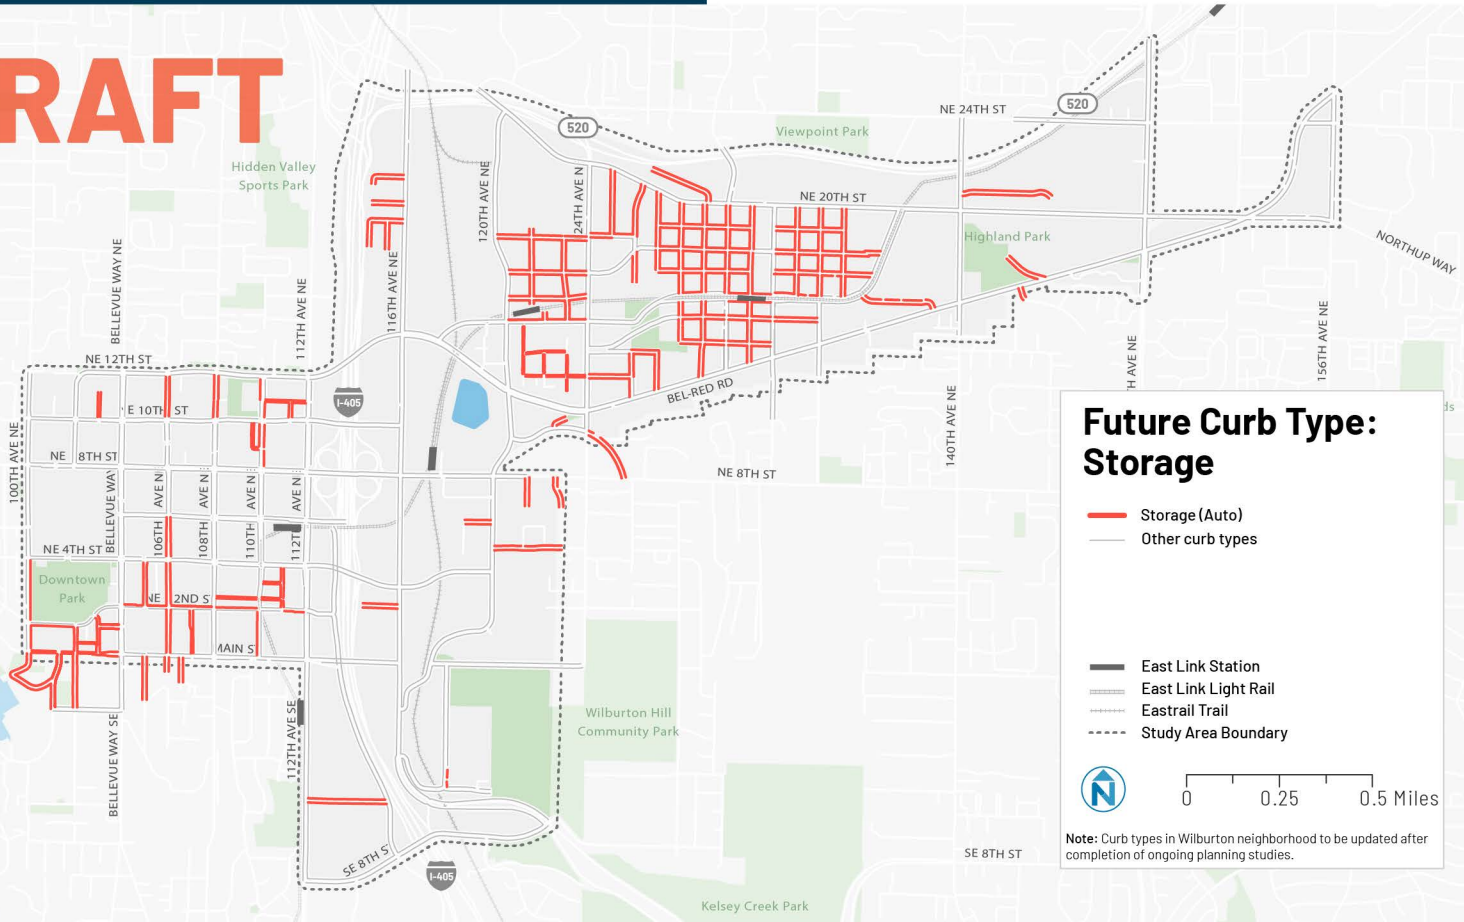 RAFT
NE 24TH ST
520
520
Viewpoint Park
Hidden Valley
Sports Park
120TH AVE NE
24TH AVE N
NE 20TH ST
Highland Park
NORTHUP WAY
BELLEVUE WAY NE
112TH AVE NE
116TH AVE NE
156TH AVE NE
NE 12TH ST
H AVE NE
I-405
BEL-RED RD
140TH AVE NE
E 10TH ST
100TH AVE NE
NE 8TH ST
NE 8TH ST
BELLEVUE WAY
106TH AVE N
108TH AVE N
110TH AVE N
112T AVE N
NE 4TH ST
Downtown
Park
NE 2ND S
MAIN S
Wilburton Hill
Community Park
112TH AVE SE
BELLEVUE WAY SE
SE 8TH S
I-405
SE 8TH ST
Kelsey Creek Park
ds
Future Curb Type:
Storage
Storage (Auto)
Other curb types
East Link Station
East Link Light Rail
Eastrail Trail
Study Area Boundary
N
0 0.25 0.5 Miles
Note: Curb types in Wilburton neighborhood to be updated after
completion of ongoing planning studies.